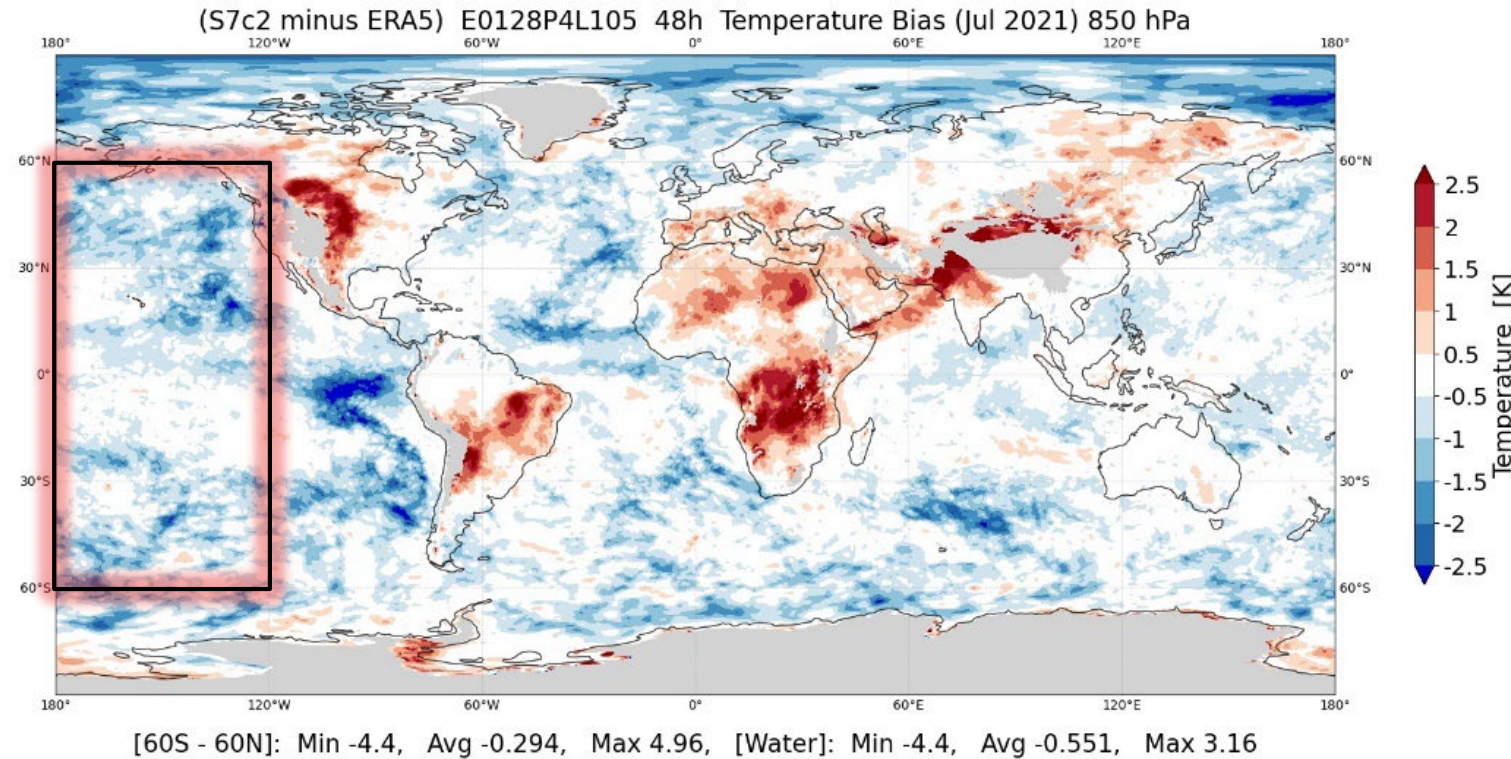 (S7c2 minus ERA5) E0128P4L105 48h Temperature Bias (Jul 2021) 850 hPa
180° 120°W 60°W 0° 60°E 120°E 180°
60°N 60°N
30°N 30°N
0° 0°
30°S 30°S
60°S 60°S
180° 120°W 60°W 0° 60°E 120°E 180°
2.5
2
1.5
1
0.5
-0.5
-1
-1.5
-2
-2.5
Temperature [K]
[60S - 60N]: Min -4.4, Avg -0.294, Max 4.96, [Water]: Min -4.4, Avg -0.551, Max 3.16